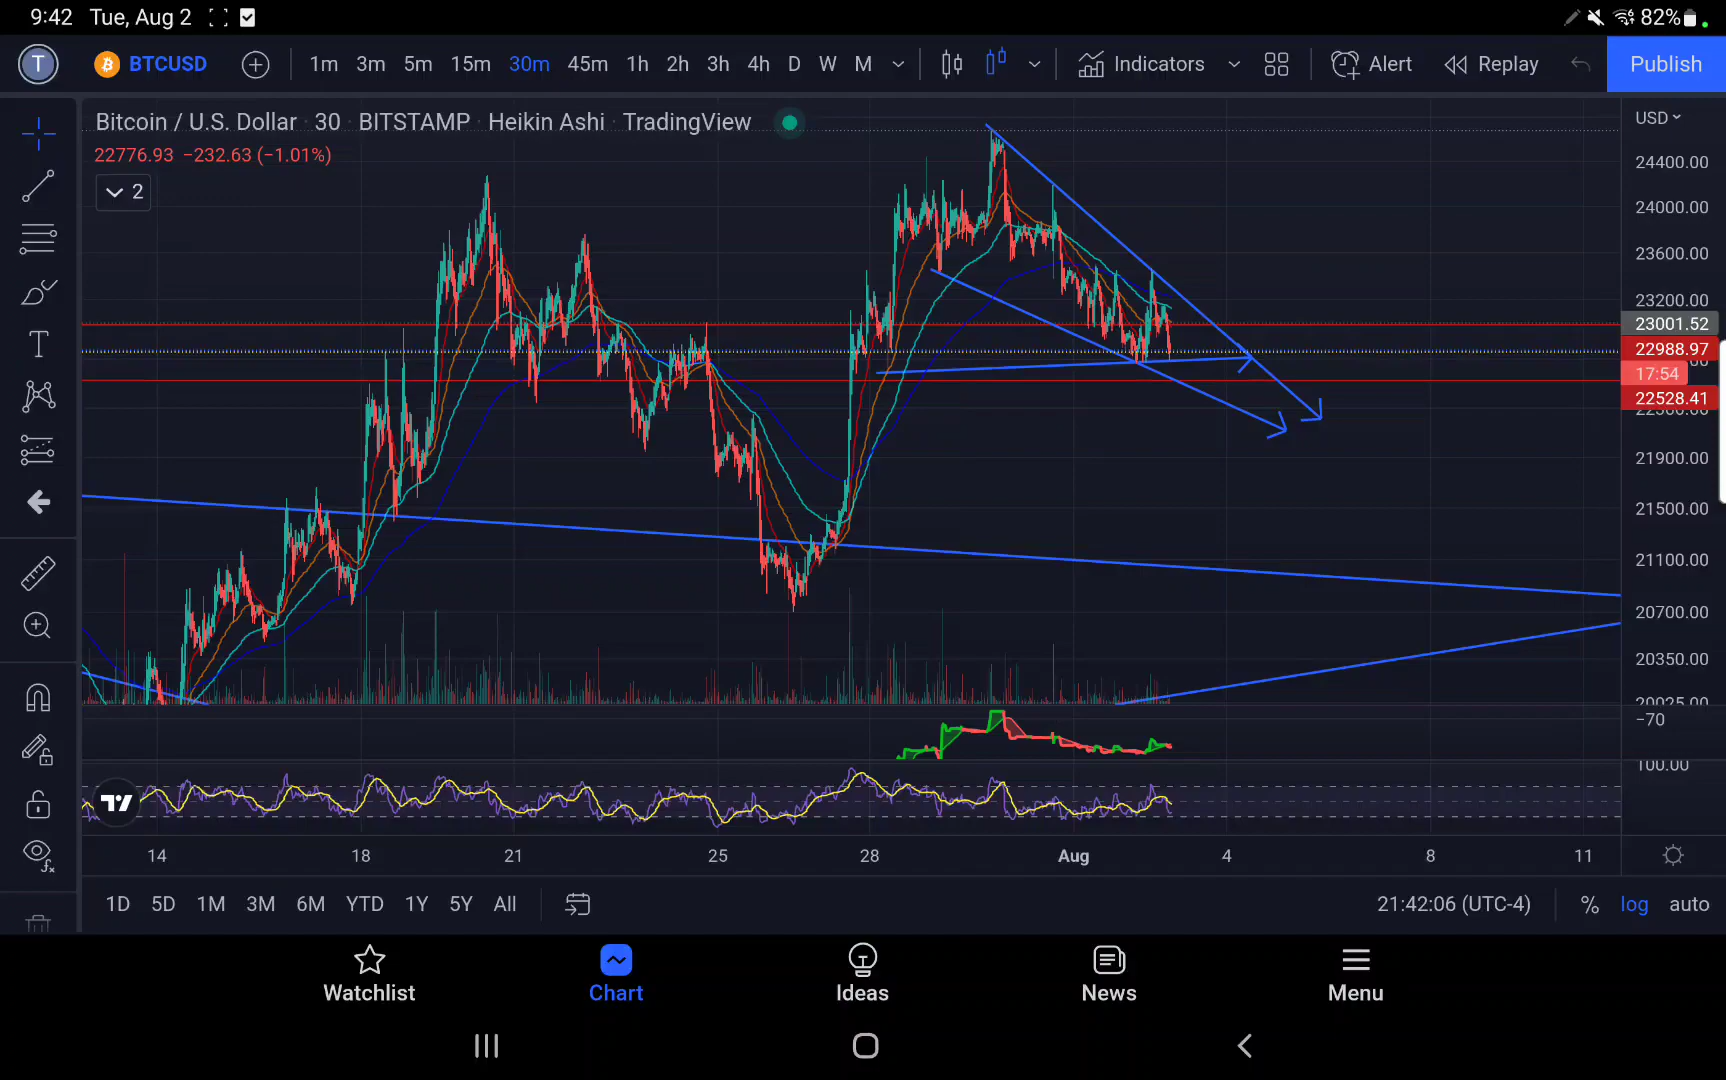 9:42 Tue, Aug 2 82%
T BTCUSD 1m 3m 5m 15m 30m 45m 1h 2h 3h 4h D W M Indicators Alert Replay Publish
Bitcoin / U.S. Dollar · 30 · BITSTAMP · Heikin Ashi · TradingView
USD
22776.93 −232.63 (−1.01%)
2
24400.00
24000.00
23600.00
23200.00
23001.52
22988.97
17:54
22528.41
21900.00
21500.00
21100.00
20700.00
20350.00
20025.00
−70
100.00
14 18 21 25 28 Aug 4 8 11
1D 5D 1M 3M 6M YTD 1Y 5Y All 21:42:06 (UTC-4) % log auto
Watchlist Chart Ideas News Menu